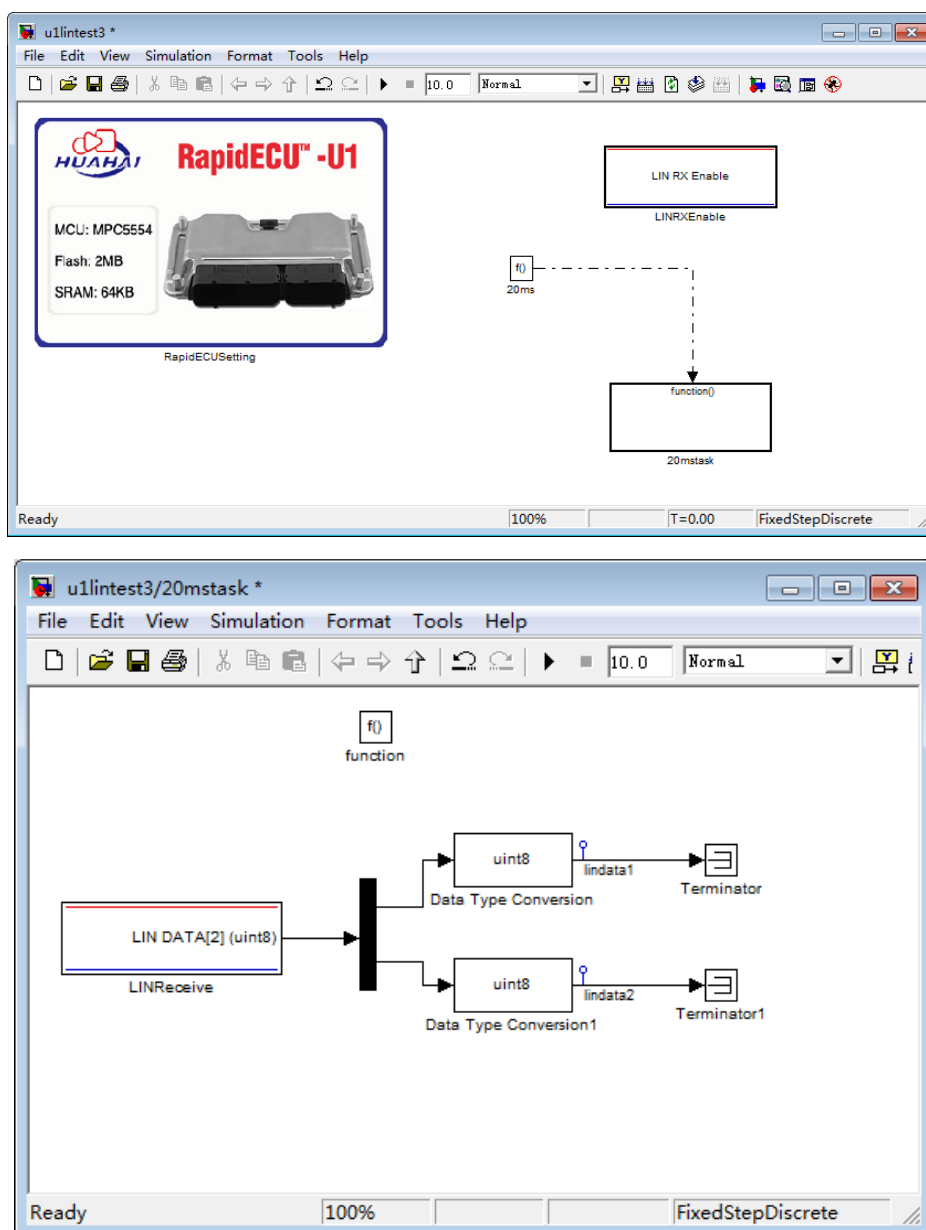 u1lintest3 *
File Edit View Simulation Format Tools Help
10.0 Normal
HUAHAI
RapidECU™ -U1
MCU: MPC5554
Flash: 2MB
SRAM: 64KB
RapidECUSetting
LIN RX Enable
LINRXEnable
f()
20ms
function()
20mstask
Ready 100% T=0.00 FixedStepDiscrete
u1lintest3/20mstask *
File Edit View Simulation Format Tools Help
10.0 Normal
f()
function
uint8
lindata1
Data Type Conversion
Terminator
LIN DATA[2] (uint8)
LINReceive
uint8
lindata2
Data Type Conversion1
Terminator1
Ready 100% FixedStepDiscrete